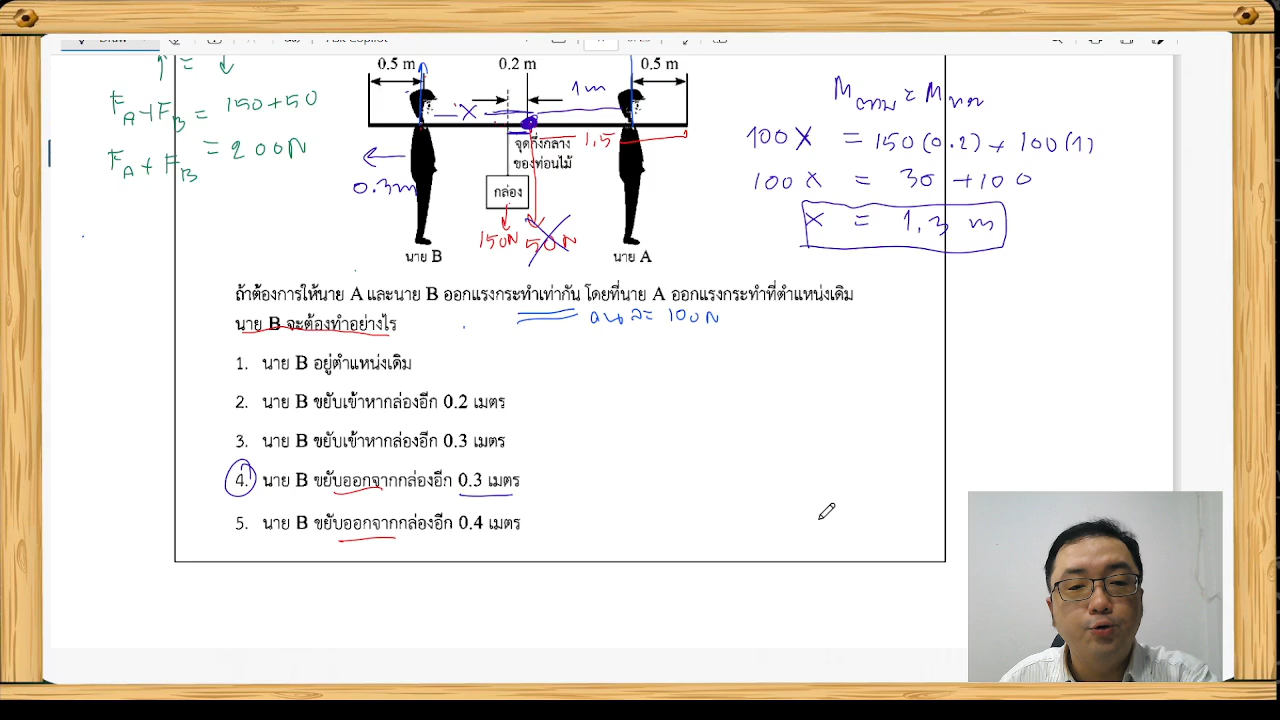 0.5 m 0.2 m 0.5 m
↑ = ↓
F_A + F_B = 150 + 50
F_A + F_B = 200 N
X
1 m
จุดกึ่งกลาง
ของท่อนไม้
1.5
0.3 m
กล่อง
150 N 50 N
นาย B นาย A
M ตาม = M ทวน
100 X = 150 (0.2) + 100 (1)
100 X = 30 + 100
X = 1.3 m
ถ้าต้องการให้นาย A และนาย B ออกแรงกระทำเท่ากัน โดยที่นาย A ออกแรงกระทำที่ตำแหน่งเดิม
นาย B จะต้องทำอย่างไร
คนละ 100 N
1. นาย B อยู่ตำแหน่งเดิม
2. นาย B ขยับเข้าหากล่องอีก 0.2 เมตร
3. นาย B ขยับเข้าหากล่องอีก 0.3 เมตร
4. นาย B ขยับออกจากกล่องอีก 0.3 เมตร
5. นาย B ขยับออกจากกล่องอีก 0.4 เมตร